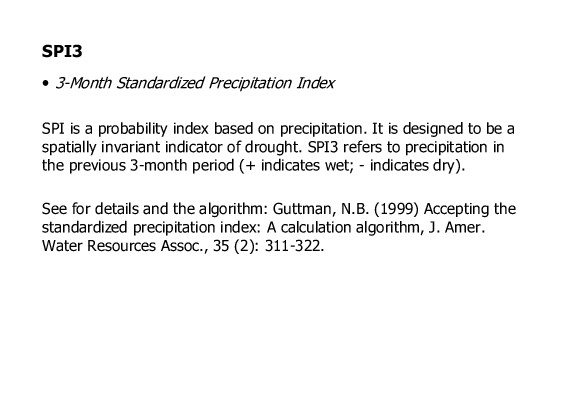 SPI3
• 3-Month Standardized Precipitation Index
SPI is a probability index based on precipitation. It is designed to be a
spatially invariant indicator of drought. SPI3 refers to precipitation in
the previous 3-month period (+ indicates wet; - indicates dry).
See for details and the algorithm: Guttman, N.B. (1999) Accepting the
standardized precipitation index: A calculation algorithm, J. Amer.
Water Resources Assoc., 35 (2): 311-322.